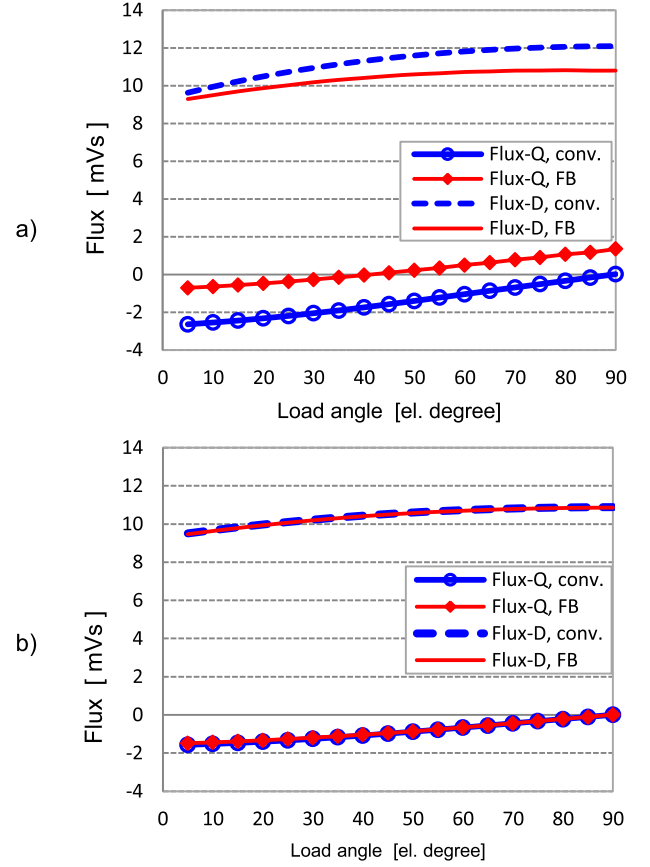 14
12
10
8
6
4
2
0
-2
-4
Flux [ mVs]
a)
Flux-Q, conv.
Flux-Q, FB
Flux-D, conv.
Flux-D, FB
0 10 20 30 40 50 60 70 80 90
Load angle [el. degree]
14
12
10
8
6
4
2
0
-2
-4
Flux [ mVs]
b)
Flux-Q, conv.
Flux-Q, FB
Flux-D, conv.
Flux-D, FB
0 10 20 30 40 50 60 70 80 90
Load angle [el. degree]